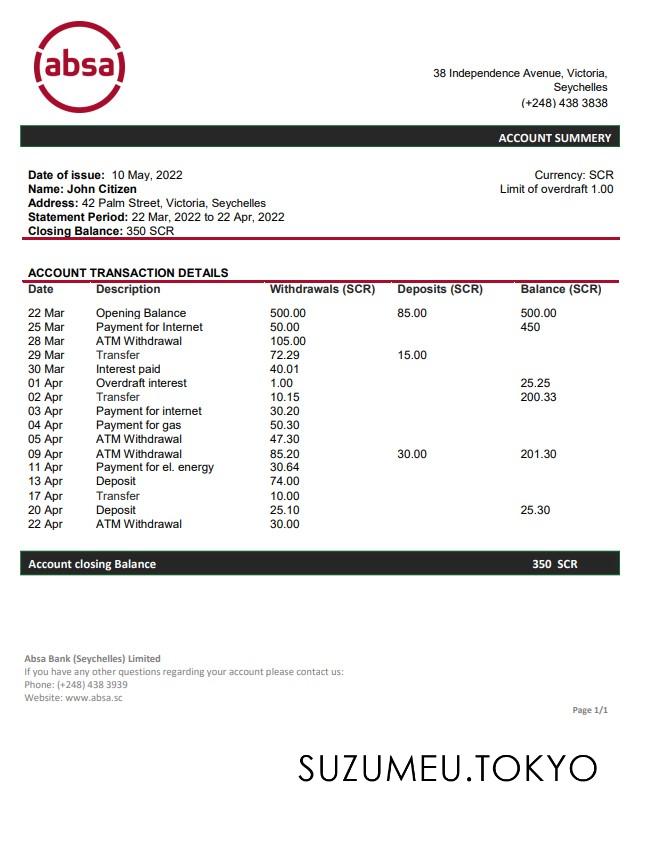 absa
38 Independence Avenue, Victoria,
Seychelles
(+248) 438 3838
ACCOUNT SUMMERY
Date of issue: 10 May, 2022 Currency: SCR
Name: John Citizen Limit of overdraft 1.00
Address: 42 Palm Street, Victoria, Seychelles
Statement Period: 22 Mar, 2022 to 22 Apr, 2022
Closing Balance: 350 SCR
ACCOUNT TRANSACTION DETAILS
Date Description Withdrawals (SCR) Deposits (SCR) Balance (SCR)
22 Mar Opening Balance 500.00 85.00 500.00
25 Mar Payment for Internet 50.00 450
28 Mar ATM Withdrawal 105.00
29 Mar Transfer 72.29 15.00
30 Mar Interest paid 40.01
01 Apr Overdraft interest 1.00 25.25
02 Apr Transfer 10.15 200.33
03 Apr Payment for internet 30.20
04 Apr Payment for gas 50.30
05 Apr ATM Withdrawal 47.30
09 Apr ATM Withdrawal 85.20 30.00 201.30
11 Apr Payment for el. energy 30.64
13 Apr Deposit 74.00
17 Apr Transfer 10.00
20 Apr Deposit 25.10 25.30
22 Apr ATM Withdrawal 30.00
Account closing Balance 350 SCR
Absa Bank (Seychelles) Limited
If you have any other questions regarding your account please contact us:
Phone: (+248) 438 3939
Website: www.absa.sc
Page 1/1
SUZUMEU.TOKYO